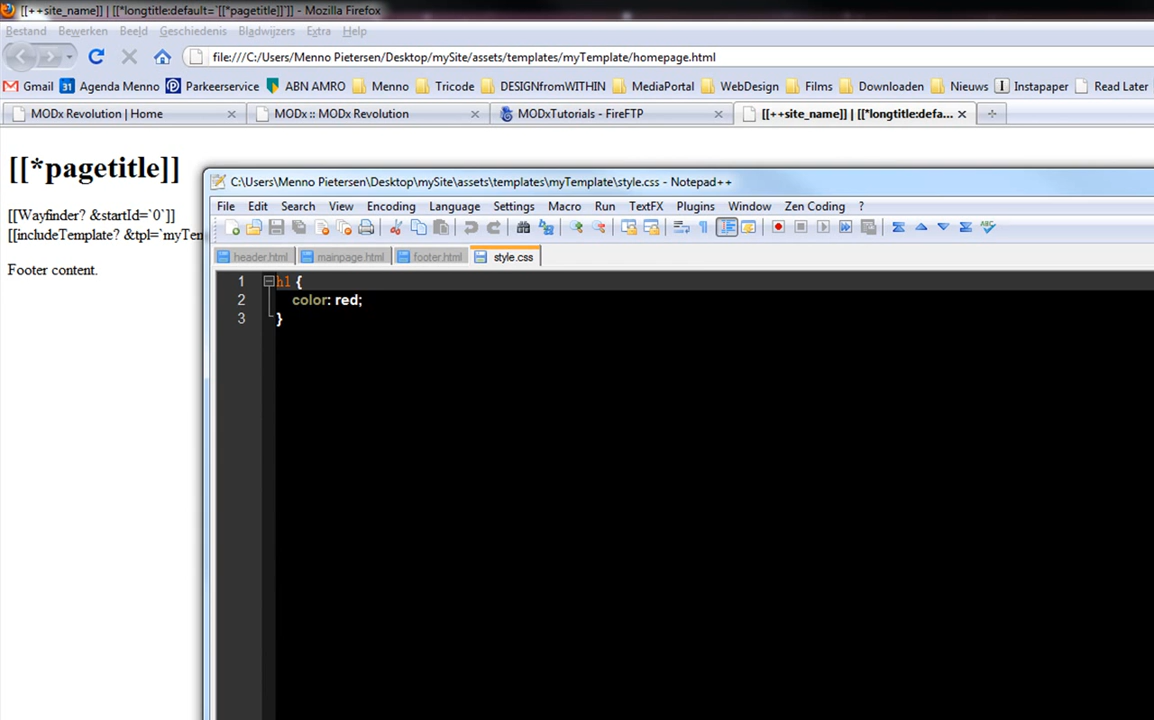 [[++site_name]] | [[*longtitle:default=`[[*pagetitle]]`]] - Mozilla Firefox
Bestand Bewerken Beeld Geschiedenis Bladwijzers Extra Help
file:///C:/Users/Menno Pietersen/Desktop/mySite/assets/templates/myTemplate/homepage.html
Gmail 31 Agenda Menno Parkeerservice ABN AMRO Menno Tricode DESIGNfromWITHIN MediaPortal WebDesign Films Downloaden Nieuws Instapaper Read Later
MODx Revolution | Home MODx :: MODx Revolution MODxTutorials - FireFTP [[++site_name]] | [[*longtitle:defa...
[[*pagetitle]]
[[Wayfinder? &startId=`0`]]
[[includeTemplate? &tpl=`myTem
Footer content.
C:\Users\Menno Pietersen\Desktop\mySite\assets\templates\myTemplate\style.css - Notepad++
File Edit Search View Encoding Language Settings Macro Run TextFX Plugins Window Zen Coding ?
header.html mainpage.html footer.html style.css
1 h1 {
2 color: red;
3 }